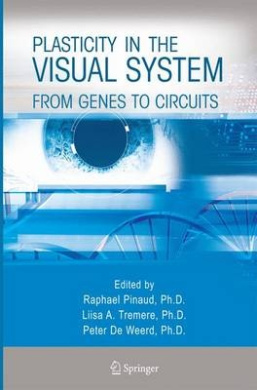 PLASTICITY IN THE
VISUAL SYSTEM
FROM GENES TO CIRCUITS
Edited by
Raphael Pinaud, Ph.D.
Liisa A. Tremere, Ph.D.
Peter De Weerd, Ph.D.
Springer